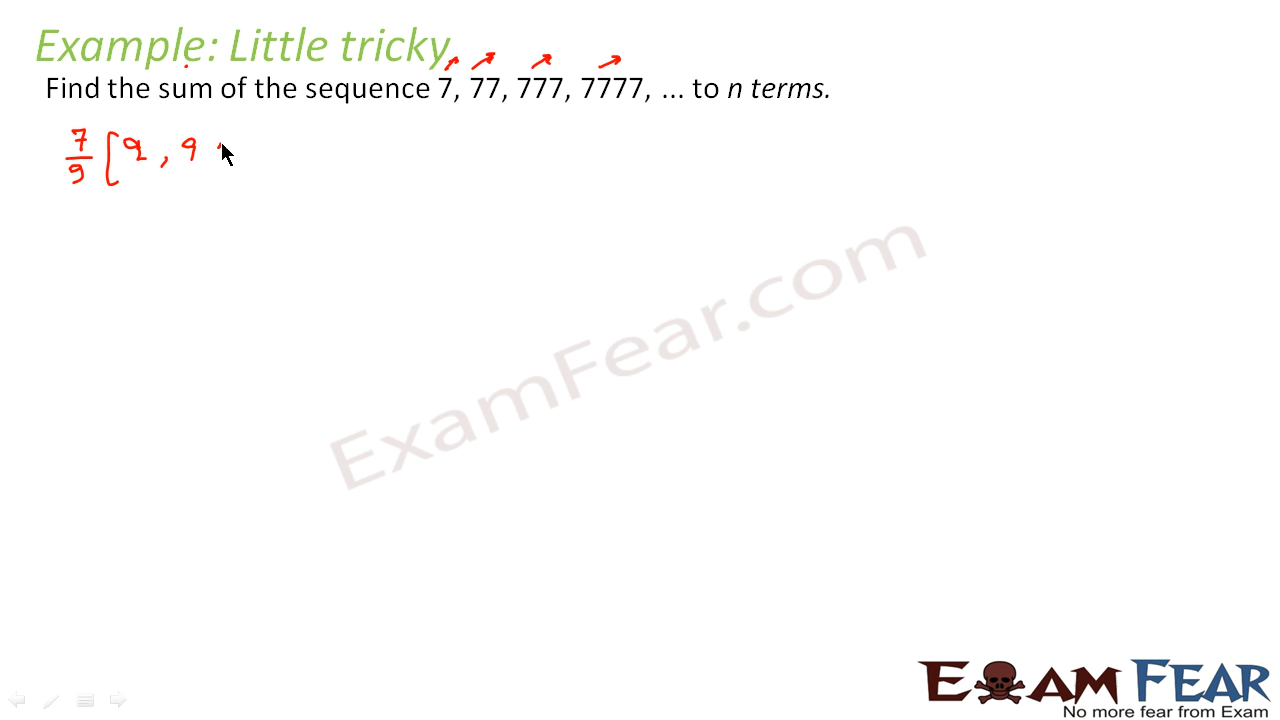 Example: Little tricky
Find the sum of the sequence 7, 77, 777, 7777, ... to n terms.
7/9 [ 9 , 9
ExamFear.com
EXAM FEAR
No more fear from Exam